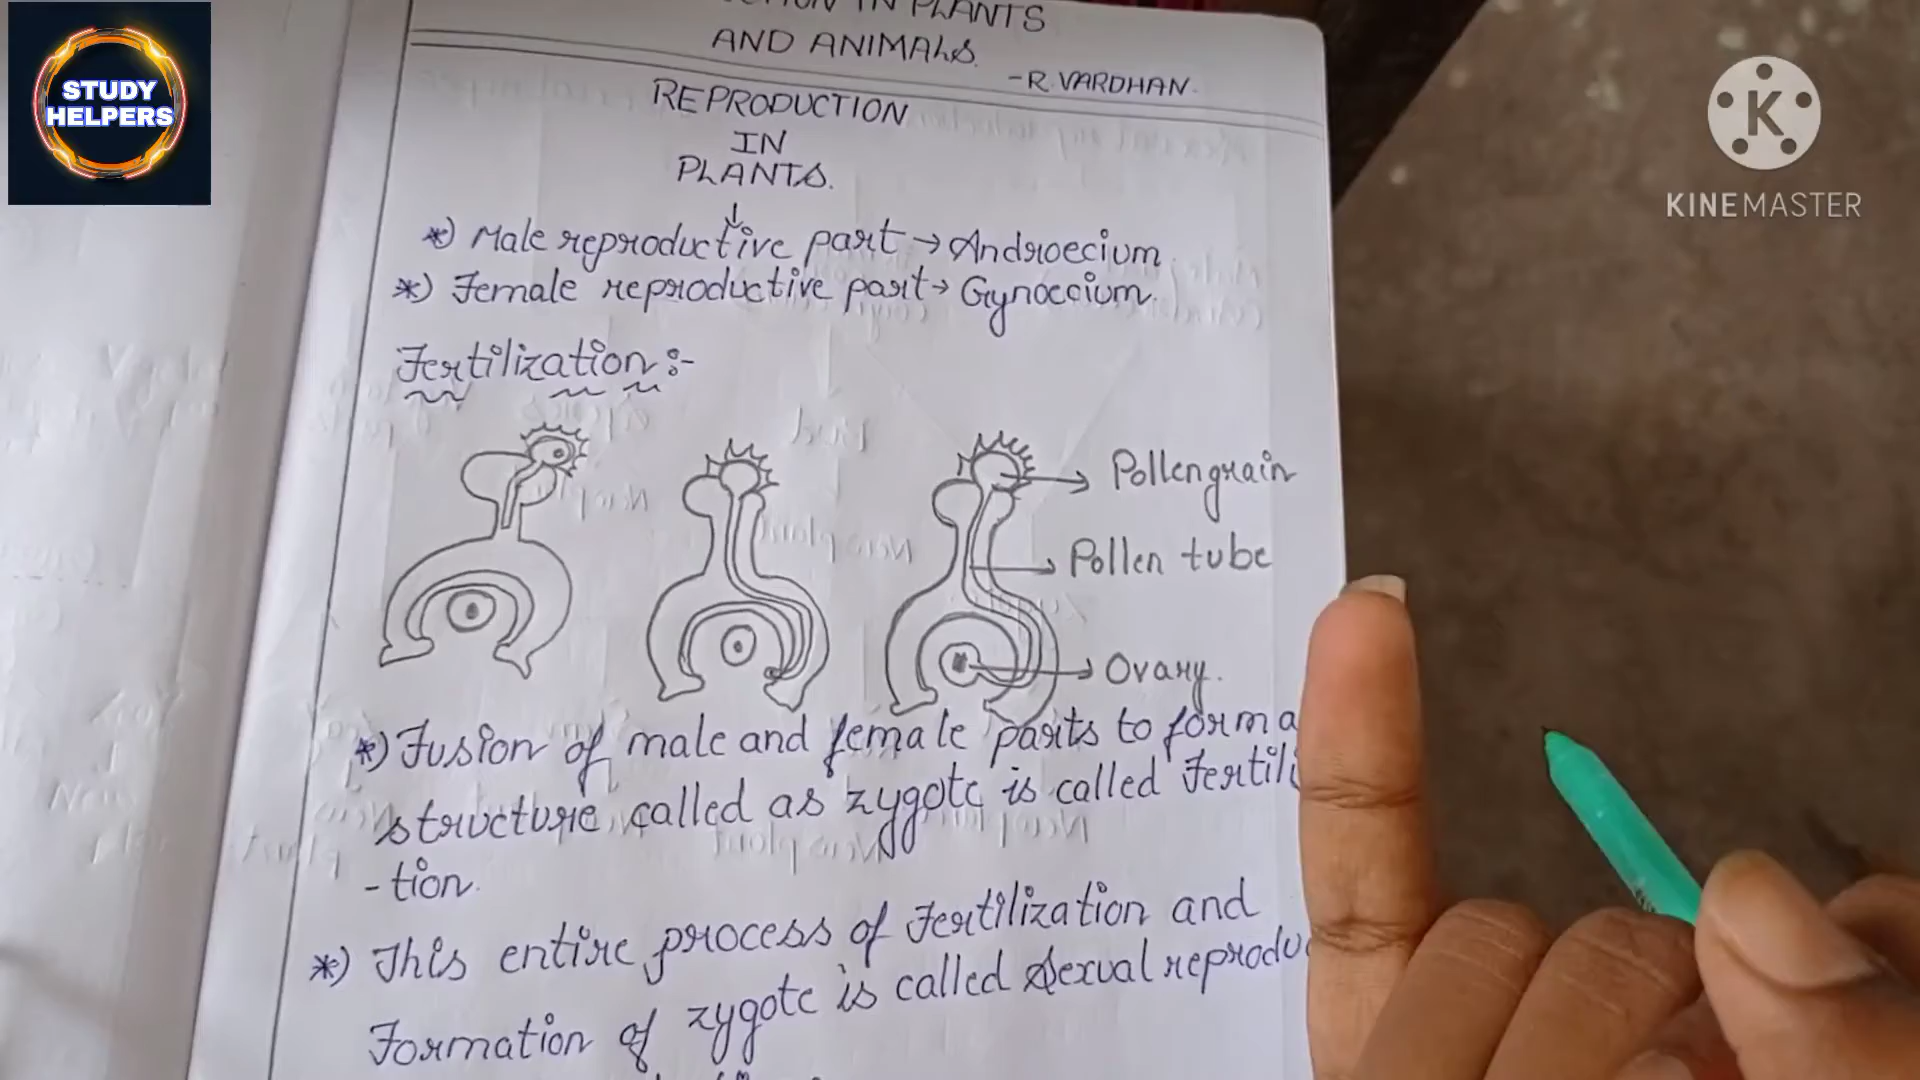 STUDY
HELPERS
IN PLANTS
AND ANIMALS.
-R.VARDHAN.
REPRODUCTION
IN
PLANTS.
*) Male reproductive part → Androecium
*) Female reproductive part → Gynoecium.
Fertilization :-
Pollengrain
Pollen tube
Ovary.
*) Fusion of male and female parts to form a
structure called as zygote is called Fertili
-tion.
*) This entire process of Fertilization and
Formation of zygote is called Sexual reprodu
KINEMASTER